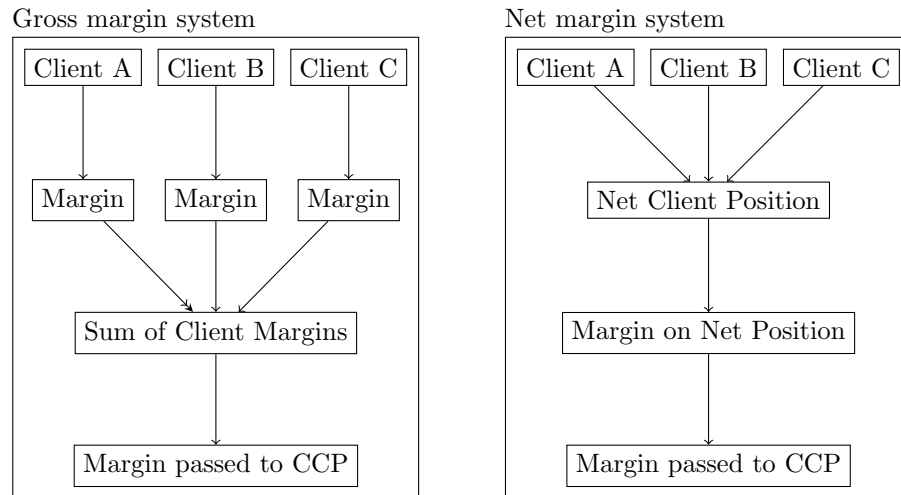 Gross margin system
Client A Client B Client C
Margin Margin Margin
Sum of Client Margins
Margin passed to CCP
Net margin system
Client A Client B Client C
Net Client Position
Margin on Net Position
Margin passed to CCP